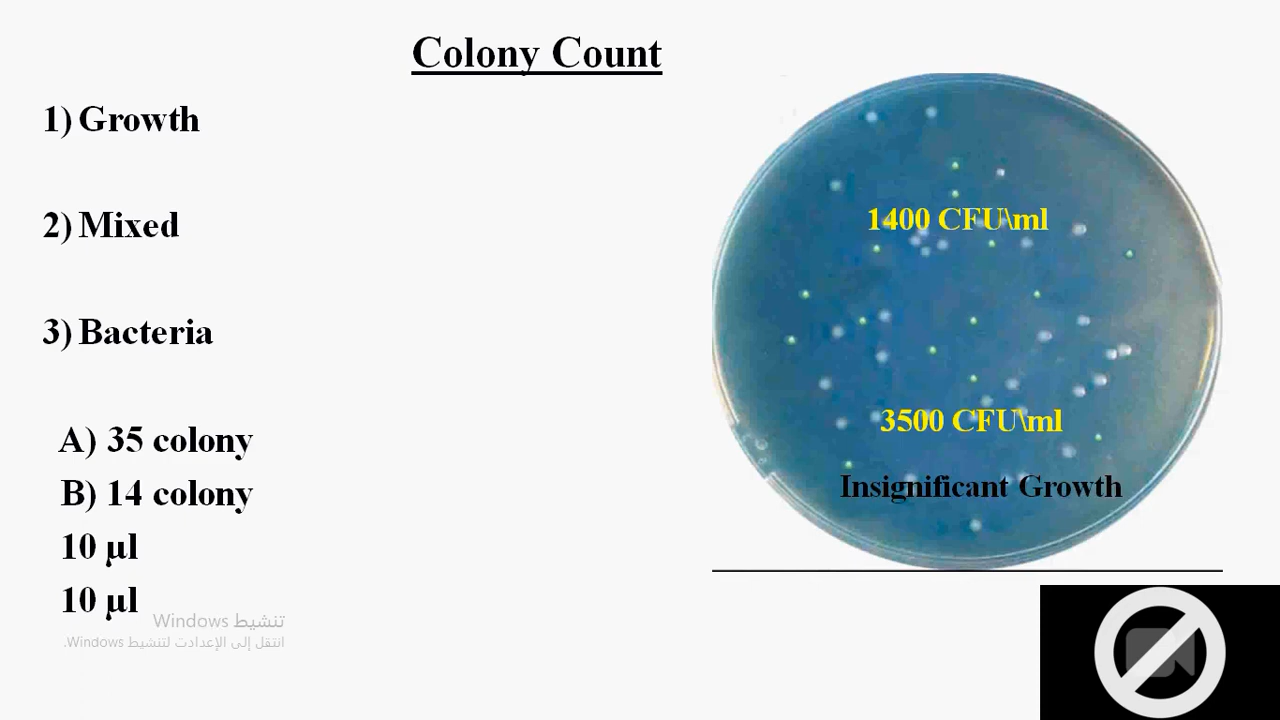 Colony Count
1) Growth
2) Mixed
3) Bacteria
A) 35 colony
B) 14 colony
10 µl
10 µl
1400 CFU\ml
3500 CFU\ml
Insignificant Growth
تنشيط Windows
انتقل إلى الإعدادت لتنشيط Windows.